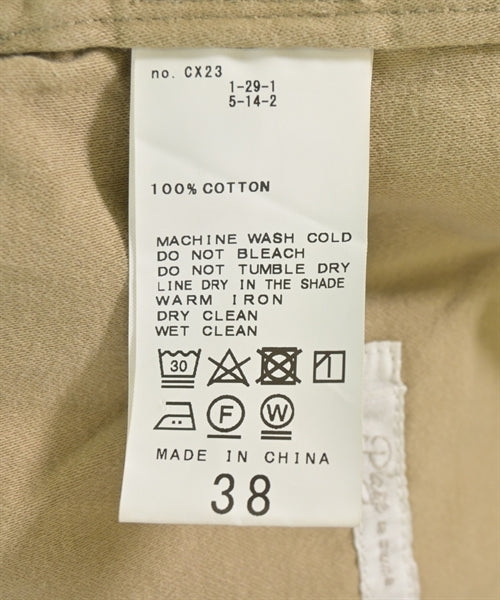 no. CX23
1-29-1
5-14-2
100% COTTON
MACHINE WASH COLD
DO NOT BLEACH
DO NOT TUMBLE DRY
LINE DRY IN THE SHADE
WARM IRON
DRY CLEAN
WET CLEAN
30
F W
MADE IN CHINA
38